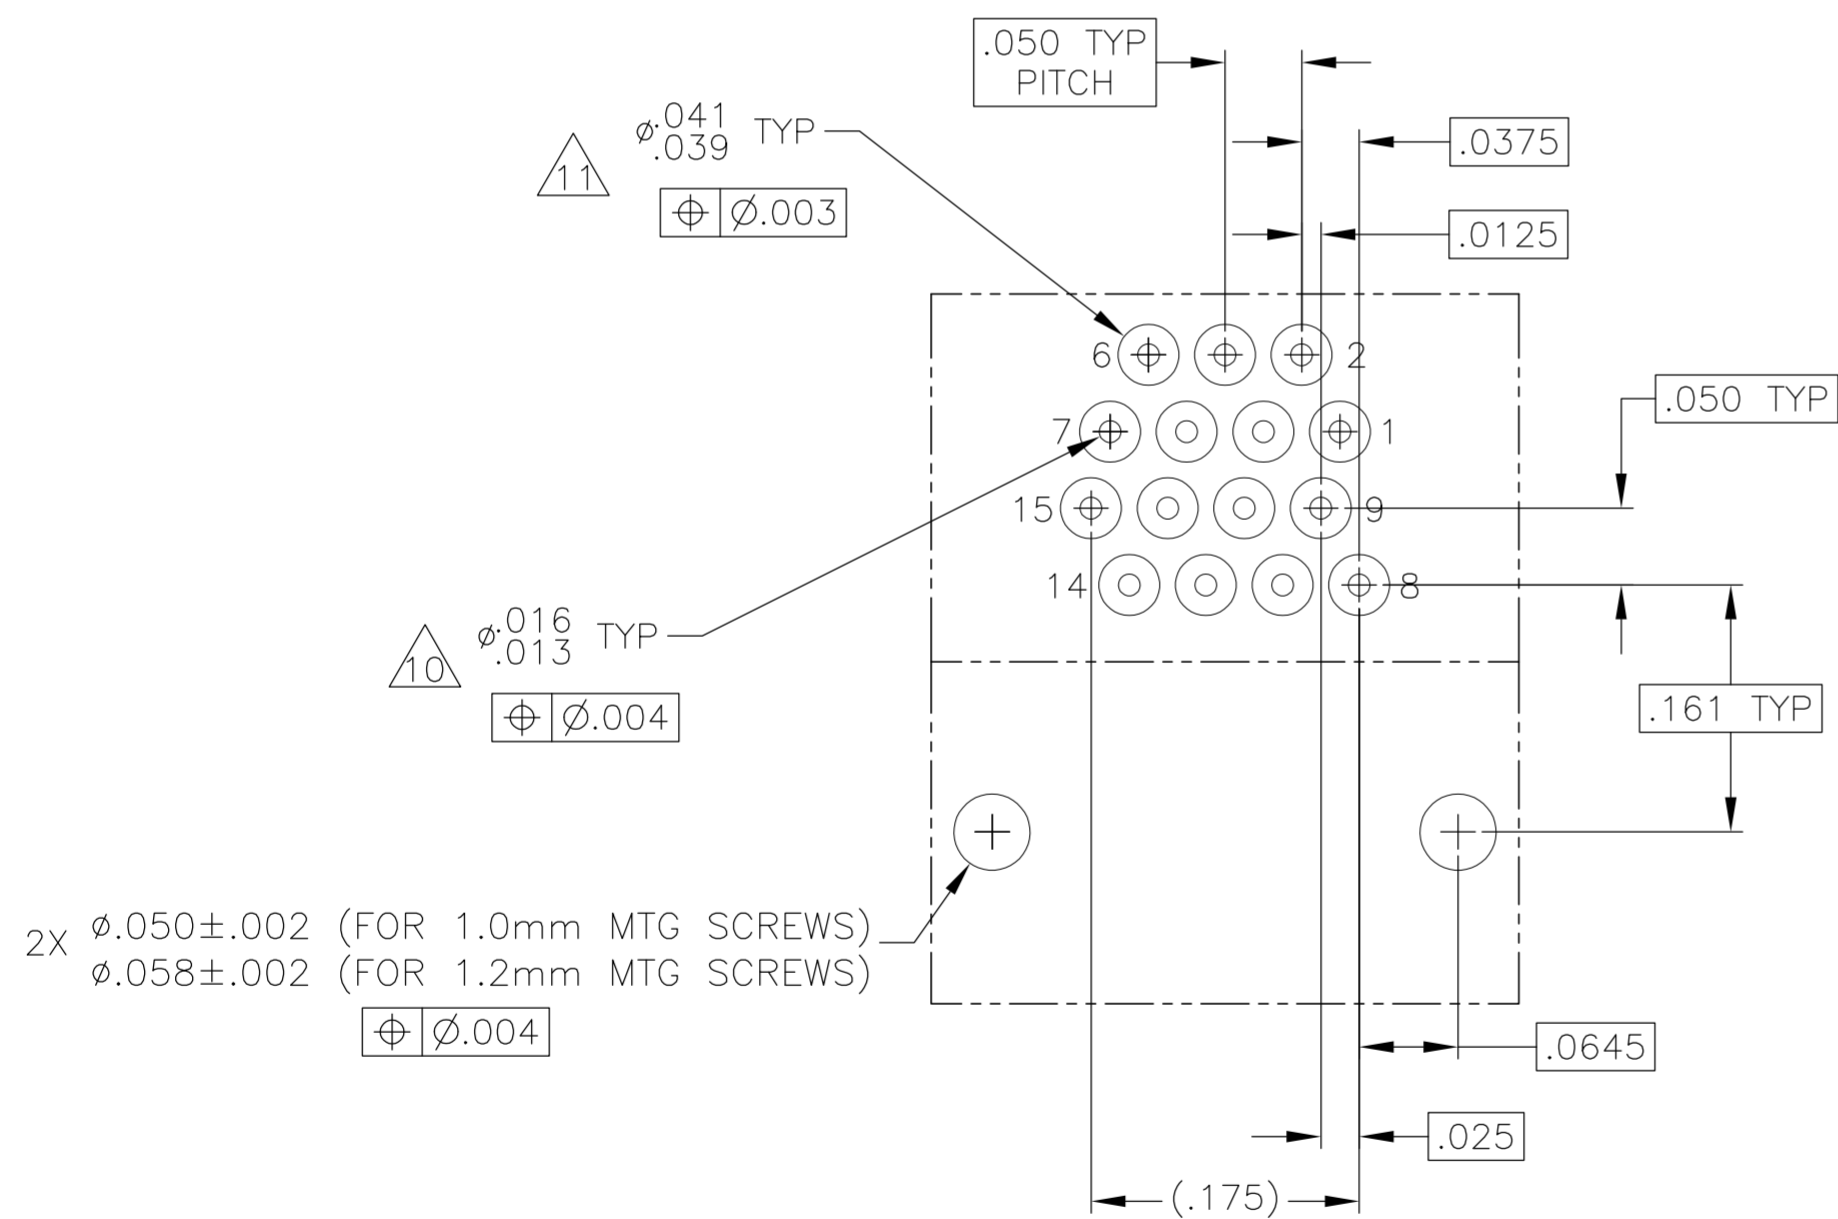 .050 TYP
PITCH
.0375
.0125
⌀.041
.039 TYP
11
⌖ ⌀.003
6
2
7
1
15
9
14
8
.050 TYP
.161 TYP
⌀.016
.013 TYP
10
⌖ ⌀.004
2X ⌀.050±.002 (FOR 1.0mm MTG SCREWS)
⌀.058±.002 (FOR 1.2mm MTG SCREWS)
⌖ ⌀.004
.0645
.025
(.175)